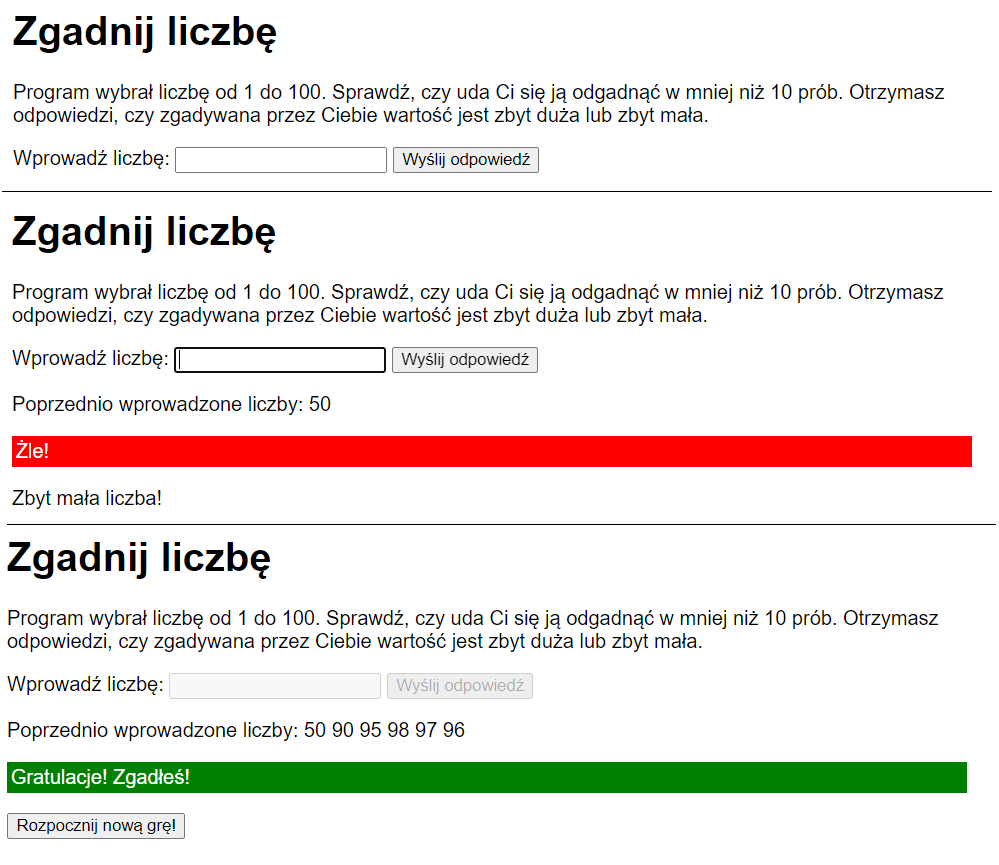 Zgadnij liczbę
Program wybrał liczbę od 1 do 100. Sprawdź, czy uda Ci się ją odgadnąć w mniej niż 10 prób. Otrzymasz
odpowiedzi, czy zgadywana przez Ciebie wartość jest zbyt duża lub zbyt mała.
Wprowadź liczbę: Wyślij odpowiedź
Zgadnij liczbę
Program wybrał liczbę od 1 do 100. Sprawdź, czy uda Ci się ją odgadnąć w mniej niż 10 prób. Otrzymasz
odpowiedzi, czy zgadywana przez Ciebie wartość jest zbyt duża lub zbyt mała.
Wprowadź liczbę: Wyślij odpowiedź
Poprzednio wprowadzone liczby: 50
Żle!
Zbyt mała liczba!
Zgadnij liczbę
Program wybrał liczbę od 1 do 100. Sprawdź, czy uda Ci się ją odgadnąć w mniej niż 10 prób. Otrzymasz
odpowiedzi, czy zgadywana przez Ciebie wartość jest zbyt duża lub zbyt mała.
Wprowadź liczbę: Wyślij odpowiedź
Poprzednio wprowadzone liczby: 50 90 95 98 97 96
Gratulacje! Zgadłeś!
Rozpocznij nową grę!